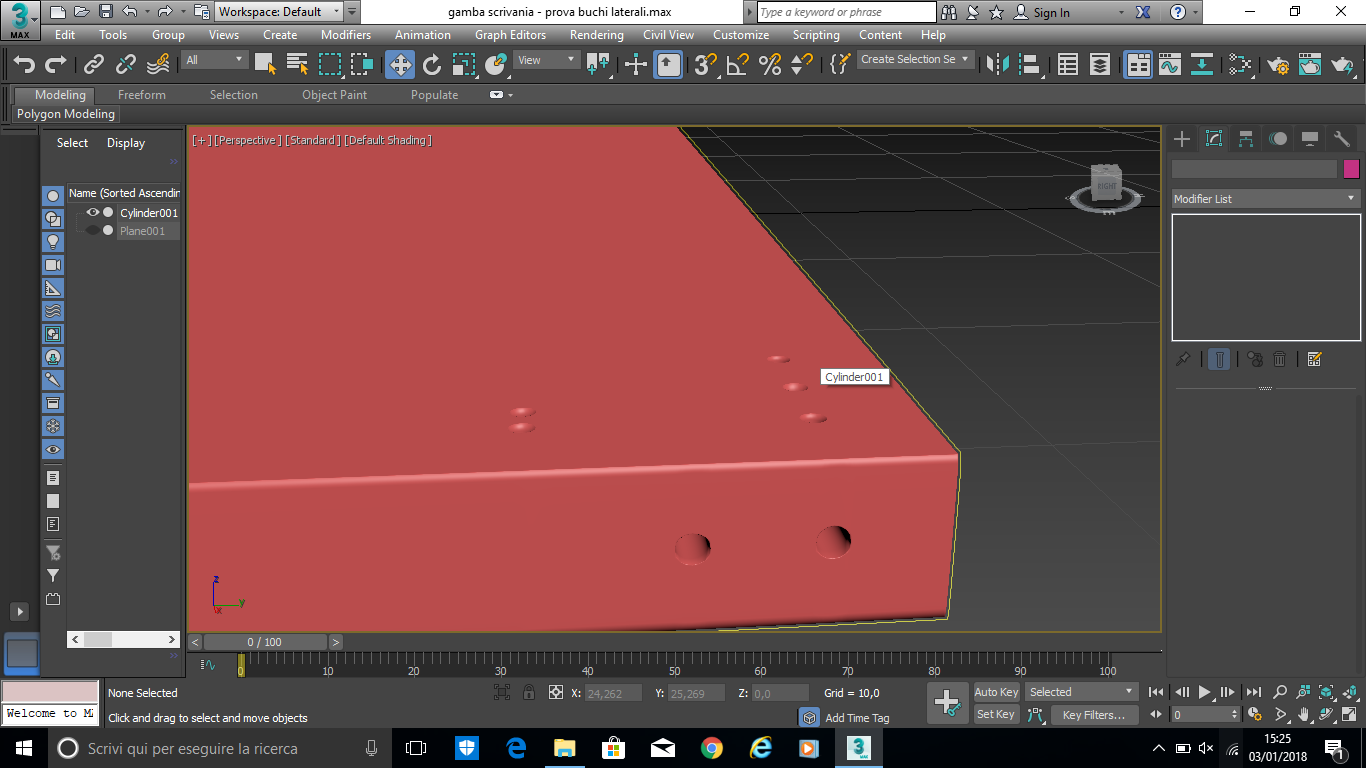 3 MAX Workspace: Default gamba scrivania - prova buchi laterali.max Type a keyword or phrase Sign In
Edit Tools Group Views Create Modifiers Animation Graph Editors Rendering Civil View Customize Scripting Content Help
All View 3 Create Selection Se
Modeling Freeform Selection Object Paint Populate
Polygon Modeling
Select Display
[+] [Perspective] [Standard] [Default Shading]
RIGHT
Name (Sorted Ascendin
Cylinder001
Plane001
Modifier List
Cylinder001
z
y
x
< 0 / 100 >
0 10 20 30 40 50 60 70 80 90 100
None Selected X: 24,262 Y: 25,269 Z: 0,0 Grid = 10,0 Auto Key Selected
Welcome to MA Click and drag to select and move objects Add Time Tag Set Key Key Filters... 0
Scrivi qui per eseguire la ricerca 3 MAX 15:25
03/01/2018 1